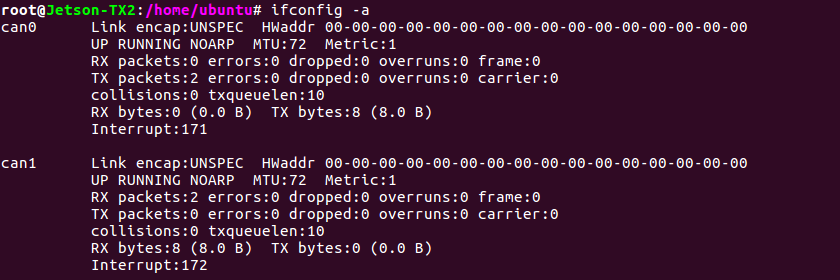 root@Jetson-TX2:/home/ubuntu# ifconfig -a
can0      Link encap:UNSPEC  HWaddr 00-00-00-00-00-00-00-00-00-00-00-00-00-00-00-00
          UP RUNNING NOARP  MTU:72  Metric:1
          RX packets:0 errors:0 dropped:0 overruns:0 frame:0
          TX packets:2 errors:0 dropped:0 overruns:0 carrier:0
          collisions:0 txqueuelen:10
          RX bytes:0 (0.0 B)  TX bytes:8 (8.0 B)
          Interrupt:171
can1      Link encap:UNSPEC  HWaddr 00-00-00-00-00-00-00-00-00-00-00-00-00-00-00-00
          UP RUNNING NOARP  MTU:72  Metric:1
          RX packets:2 errors:0 dropped:0 overruns:0 frame:0
          TX packets:0 errors:0 dropped:0 overruns:0 carrier:0
          collisions:0 txqueuelen:10
          RX bytes:8 (8.0 B)  TX bytes:0 (0.0 B)
          Interrupt:172